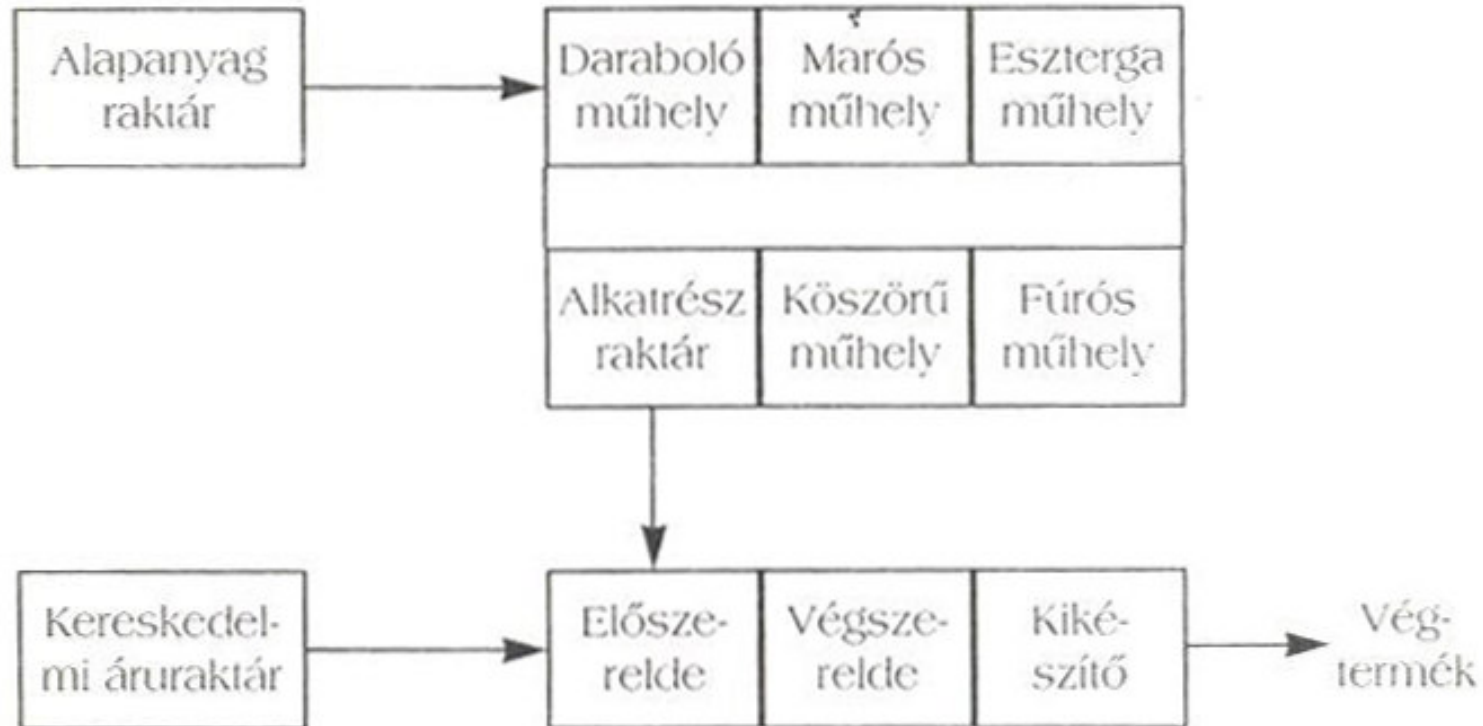 Alapanyag
raktár
Daraboló
műhely
Marós
műhely
Eszterga
műhely
Alkatrész
raktár
Köszörű
műhely
Fúrós
műhely
Kereskedel-
mi áruraktár
Elősze-
relde
Végsze-
relde
Kiké-
szítő
Vég-
termék